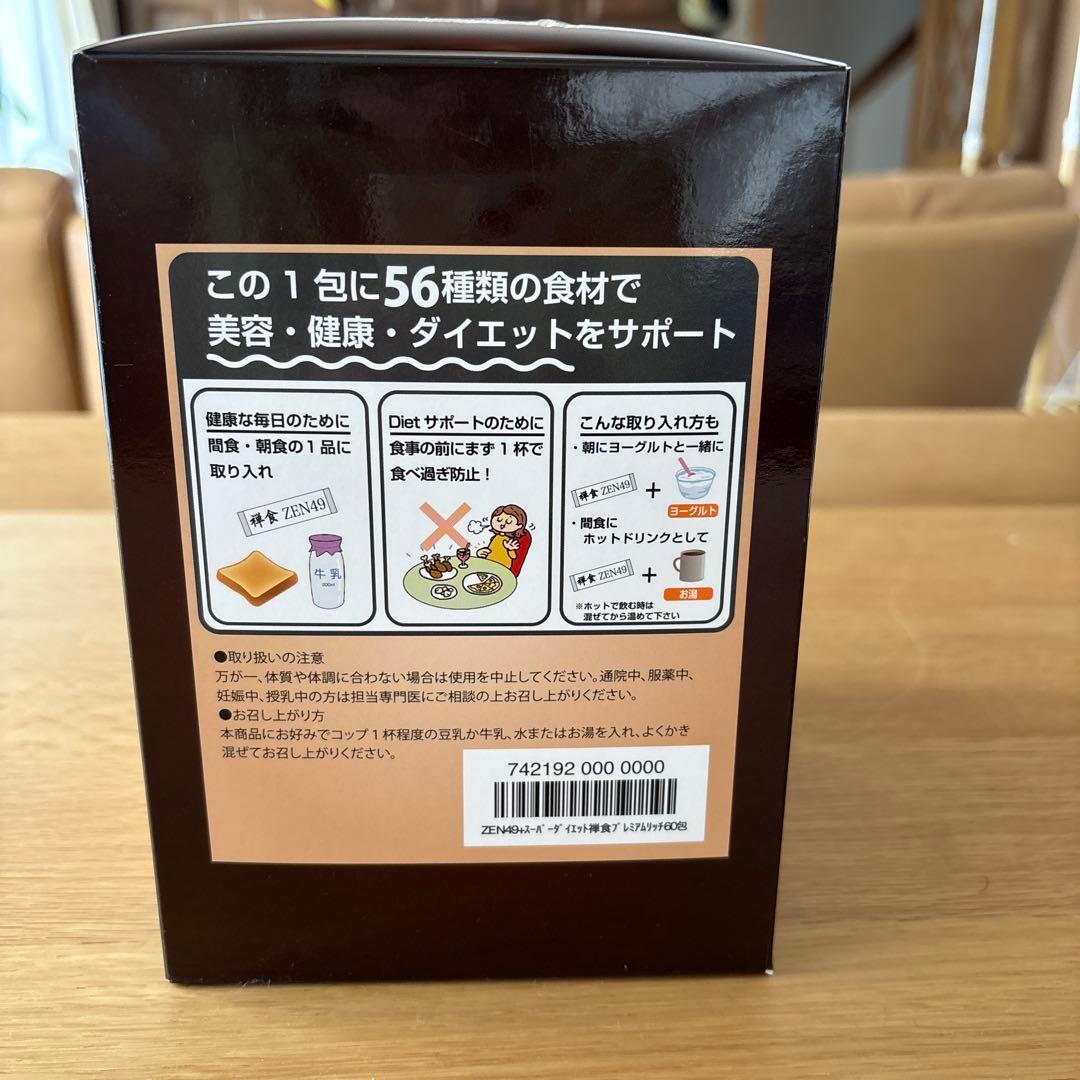 この1包に56種類の食材で
美容・健康・ダイエットをサポート
健康な毎日のために
間食・朝食の1品に
取り入れ
禅食 ZEN49
牛乳
200ml
Dietサポートのために
食事の前にまず1杯で
食べ過ぎ防止！
こんな取り入れ方も
・朝にヨーグルトと一緒に
禅食 ZEN49
+
ヨーグルト
・間食に
ホットドリンクとして
禅食 ZEN49
+
お湯
※ホットで飲む時は
混ぜてから温めて下さい
●取り扱いの注意
万が一、体質や体調に合わない場合は使用を中止してください。通院中、服薬中、
妊娠中、授乳中の方は担当専門医にご相談の上お召し上がりください。
●お召し上がり方
本商品にお好みでコップ1杯程度の豆乳か牛乳、水またはお湯を入れ、よくかき
混ぜてお召し上がりください。
742192 000 0000
ZEN49+ｽｰﾊﾟｰﾀﾞｲｴｯﾄ禅食ﾌﾟﾚﾐｱﾑﾘｯﾁ60包